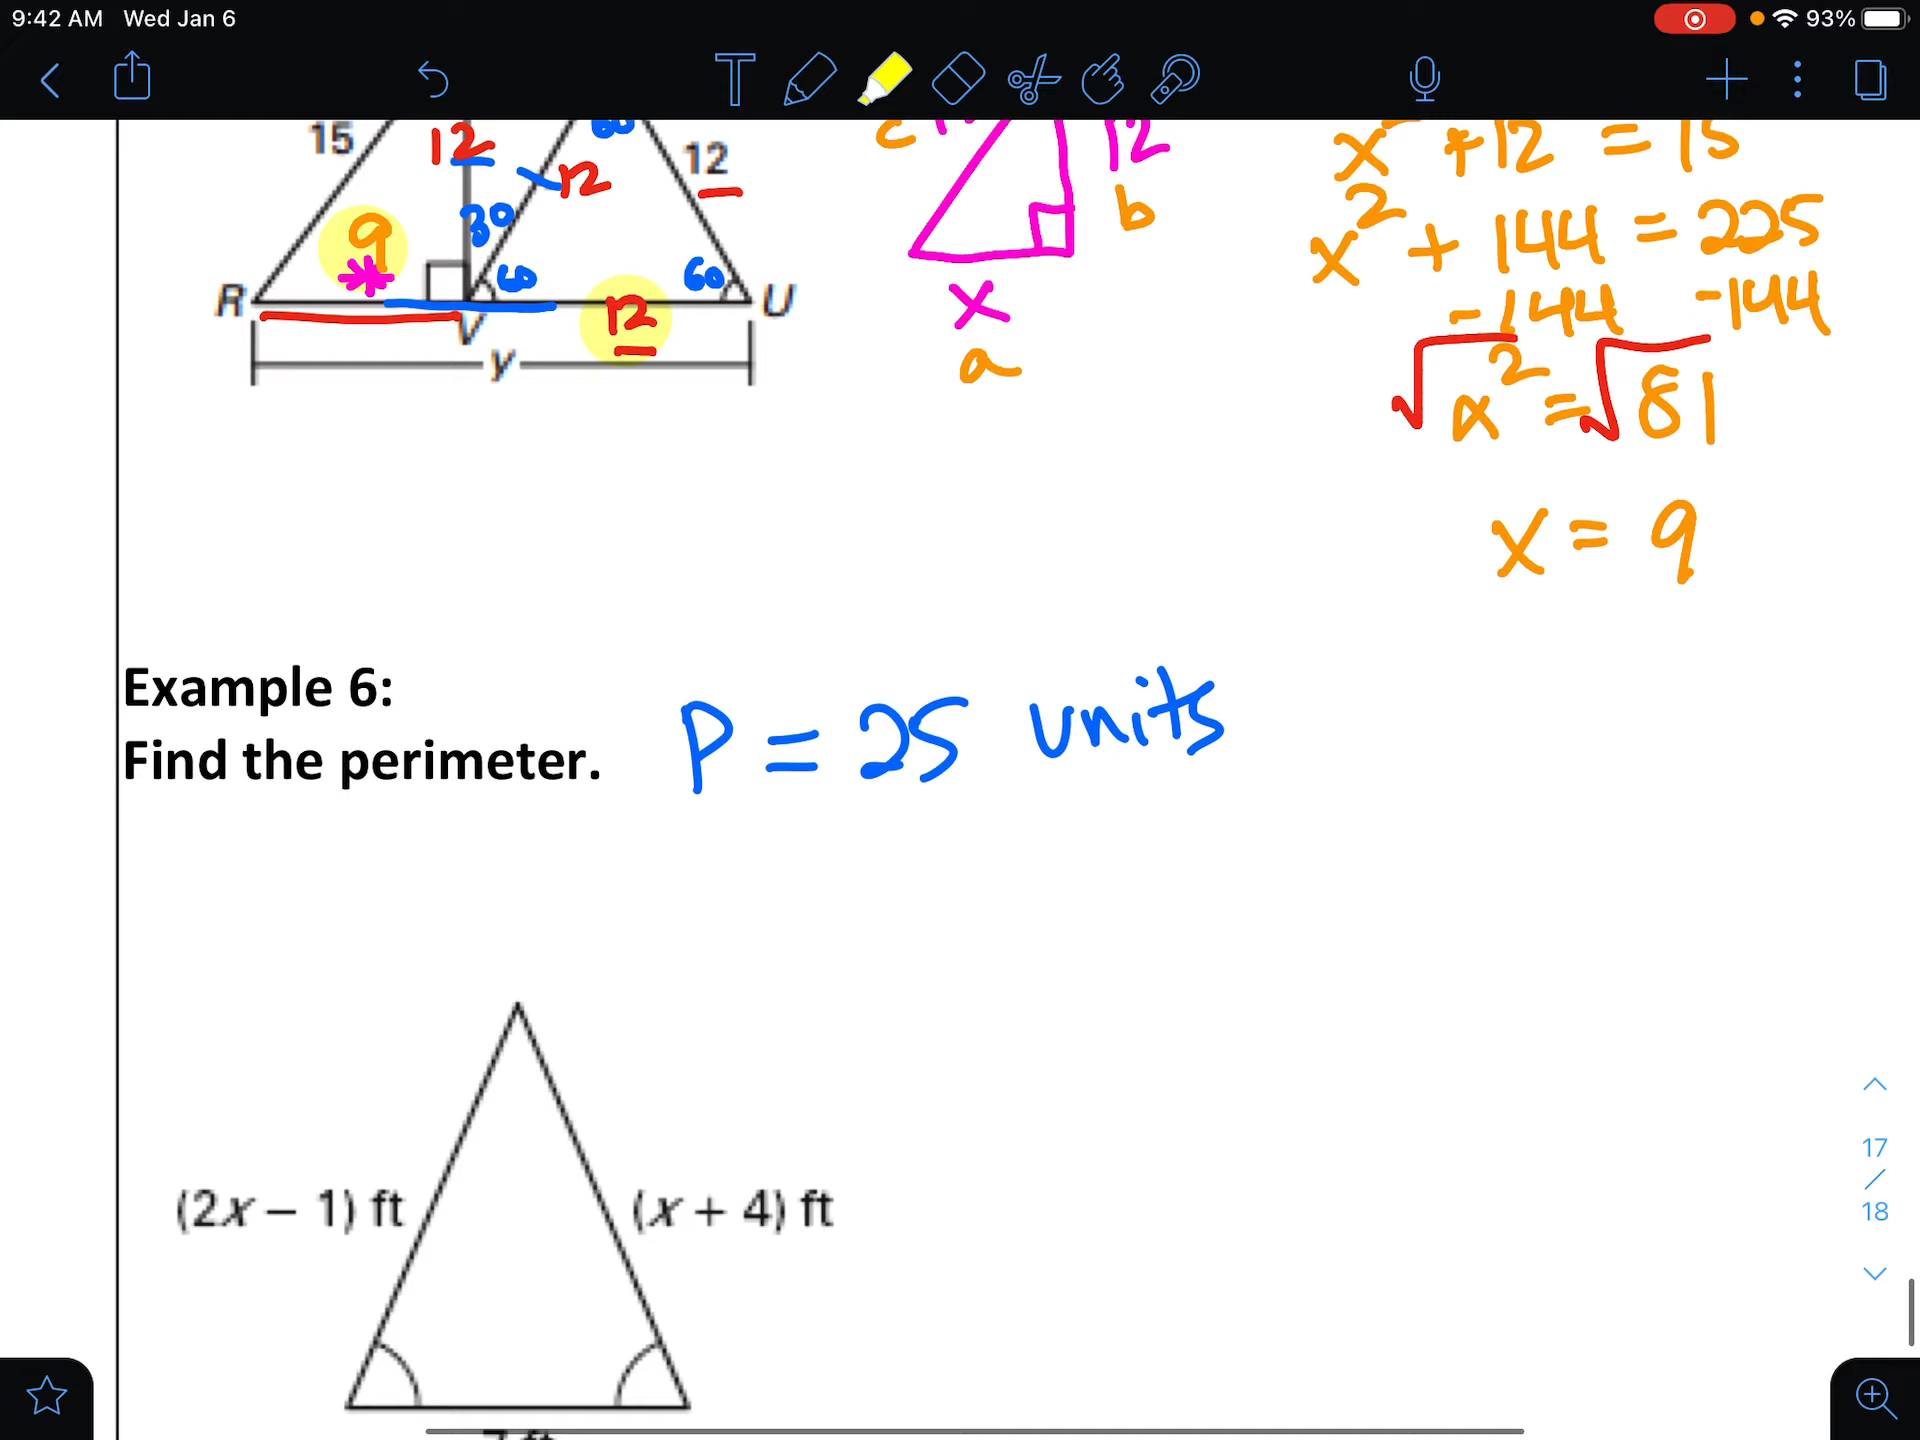 9:42 AM Wed Jan 6 93%
15 12 12 12
9 30 60 60
R V 12 U
y
12
b
x
a
x² + 12 = 15
x² + 144 = 225
-144 -144
√x² = √81
x = 9
Example 6:
Find the perimeter. P = 25 units
(2x – 1) ft (x + 4) ft
17
/
18